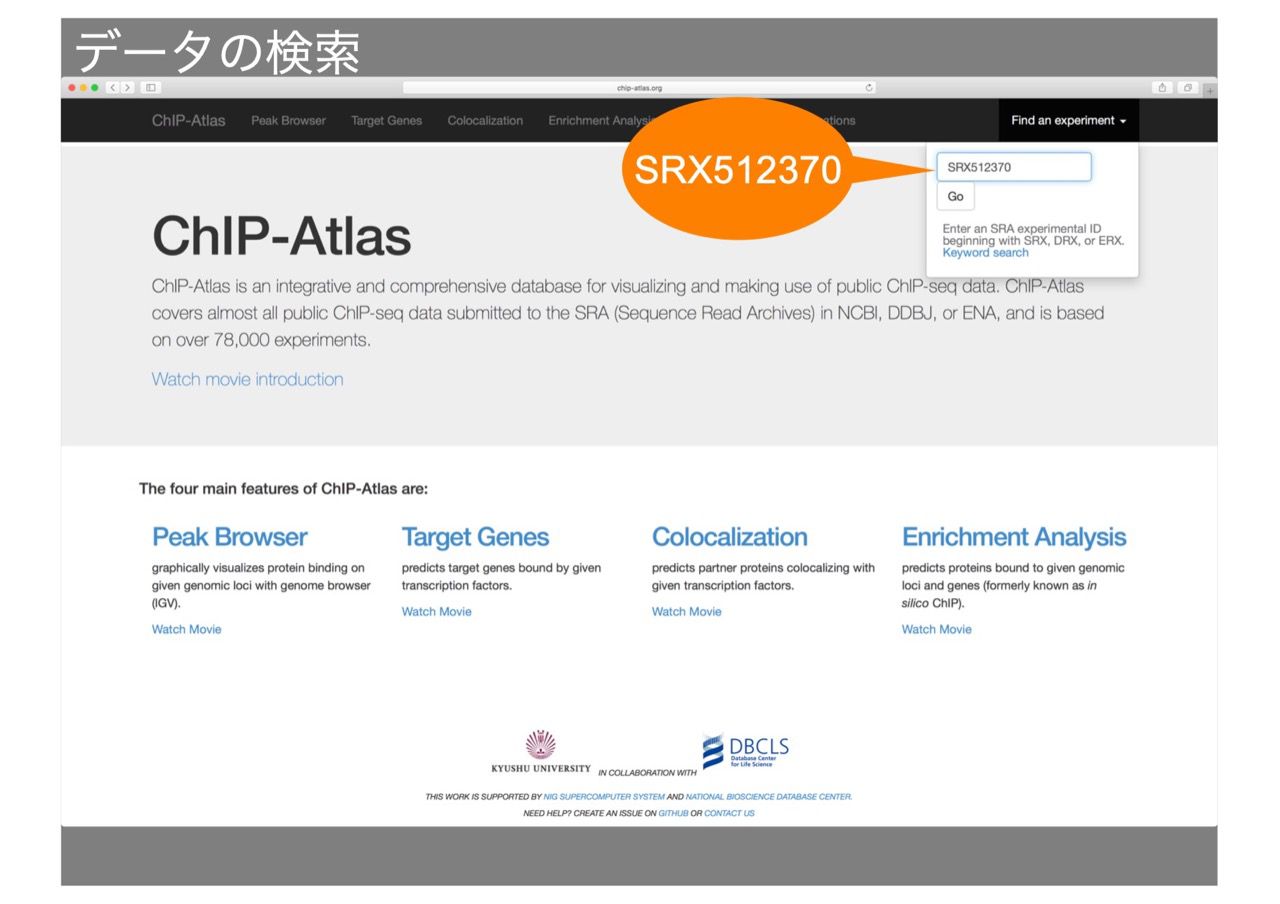 データの検索
chip-atlas.org
ChIP-Atlas Peak Browser Target Genes Colocalization Enrichment Analysis Find an experiment
SRX512370
SRX512370
Go
Enter an SRA experimental ID
beginning with SRX, DRX, or ERX.
Keyword search
ChIP-Atlas
ChIP-Atlas is an integrative and comprehensive database for visualizing and making use of public ChIP-seq data. ChIP-Atlas
covers almost all public ChIP-seq data submitted to the SRA (Sequence Read Archives) in NCBI, DDBJ, or ENA, and is based
on over 78,000 experiments.
Watch movie introduction
The four main features of ChIP-Atlas are:
Peak Browser
graphically visualizes protein binding on
given genomic loci with genome browser
(IGV).
Watch Movie
Target Genes
predicts target genes bound by given
transcription factors.
Watch Movie
Colocalization
predicts partner proteins colocalizing with
given transcription factors.
Watch Movie
Enrichment Analysis
predicts proteins bound to given genomic
loci and genes (formerly known as in
silico ChIP).
Watch Movie
KYUSHU UNIVERSITY IN COLLABORATION WITH
DBCLS
Database Center
for Life Science
THIS WORK IS SUPPORTED BY NIG SUPERCOMPUTER SYSTEM AND NATIONAL BIOSCIENCE DATABASE CENTER.
NEED HELP? CREATE AN ISSUE ON GITHUB OR CONTACT US